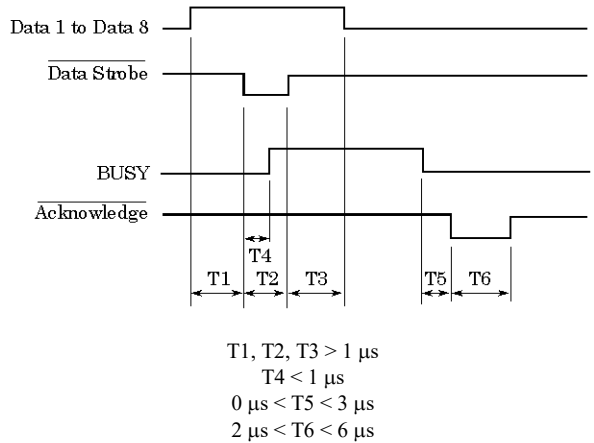 Data 1 to Data 8
Data Strobe
BUSY
Acknowledge
T4
T1 T2 T3 T5 T6
T1, T2, T3 > 1 μs
T4 < 1 μs
0 μs < T5 < 3 μs
2 μs < T6 < 6 μs